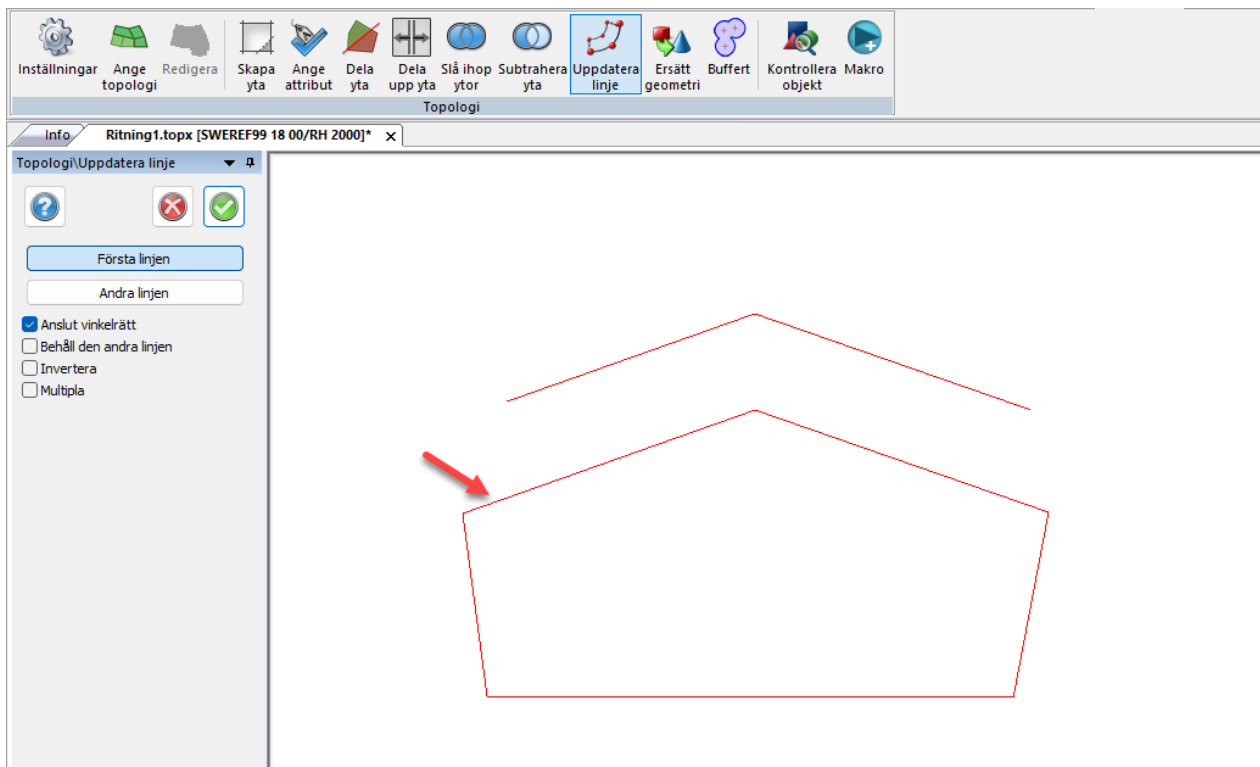 Inställningar Ange topologi Redigera Skapa yta Ange attribut Dela yta Dela upp yta Slå ihop ytor Subtrahera yta Uppdatera linje Ersätt geometri Buffert Kontrollera objekt Makro
Topologi
Info Ritning1.topx [SWEREF99 18 00/RH 2000]* x
Topologi\Uppdatera linje
Första linjen
Andra linjen
Anslut vinkelrätt
Behåll den andra linjen
Invertera
Multipla